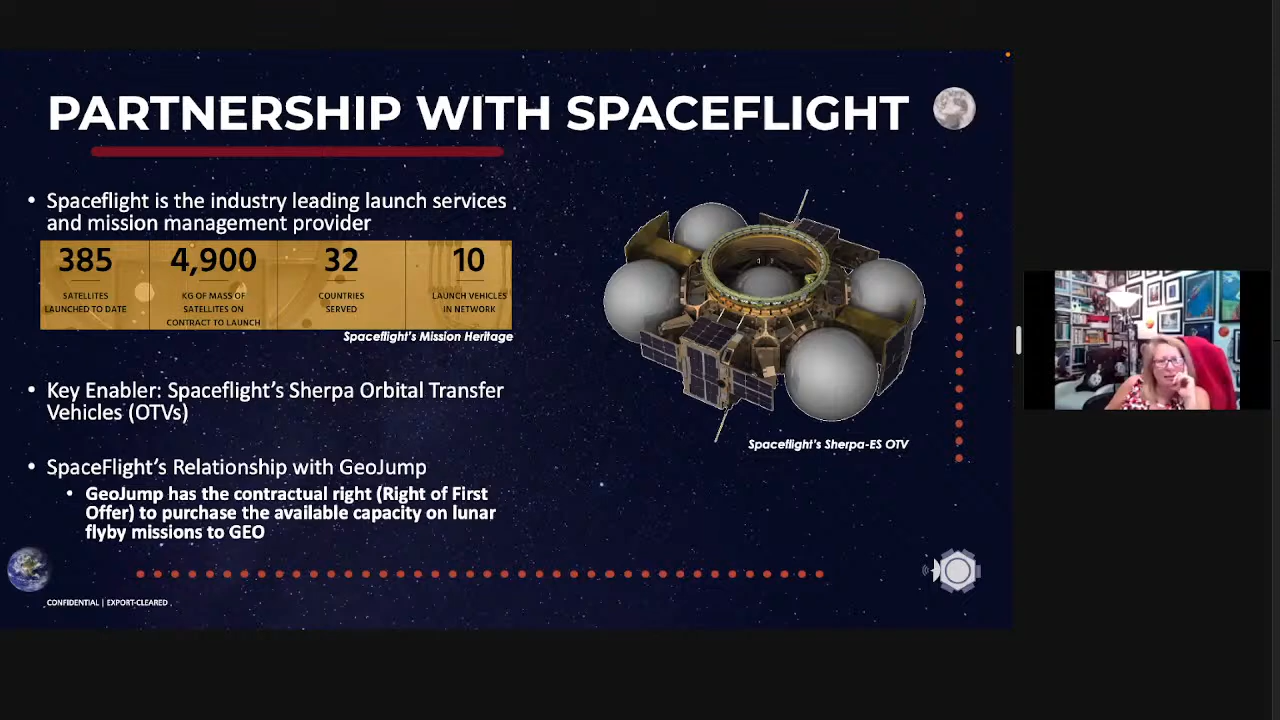 PARTNERSHIP WITH SPACEFLIGHT
• Spaceflight is the industry leading launch services
and mission management provider
385
SATELLITES
LAUNCHED TO DATE
4,900
KG OF MASS OF
SATELLITES ON
CONTRACT TO LAUNCH
32
COUNTRIES
SERVED
10
LAUNCH VEHICLES
IN NETWORK
Spaceflight's Mission Heritage
• Key Enabler: Spaceflight's Sherpa Orbital Transfer
Vehicles (OTVs)
Spaceflight's Sherpa-ES OTV
• SpaceFlight's Relationship with GeoJump
• GeoJump has the contractual right (Right of First
Offer) to purchase the available capacity on lunar
flyby missions to GEO
CONFIDENTIAL | EXPORT-CLEARED